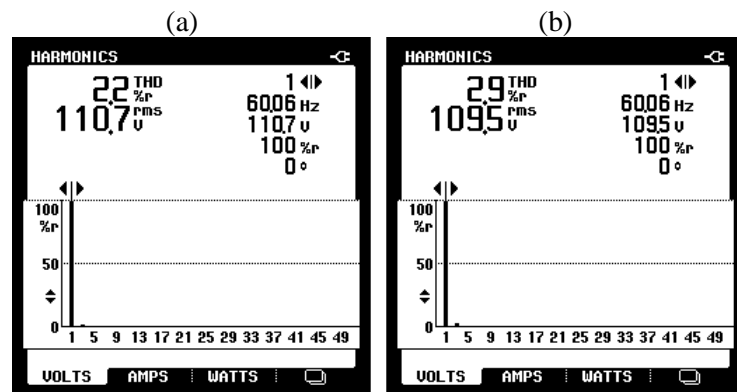 (a)
HARMONICS
2.2 THD %r
110.7 rms V
1
60.06 Hz
110.7 V
100 %r
0 °
100
%r
50
0
1 5 9 13 17 21 25 29 33 37 41 45 49
VOLTS AMPS WATTS
(b)
HARMONICS
2.9 THD %r
109.5 rms V
1
60.06 Hz
109.5 V
100 %r
0 °
100
%r
50
0
1 5 9 13 17 21 25 29 33 37 41 45 49
VOLTS AMPS WATTS